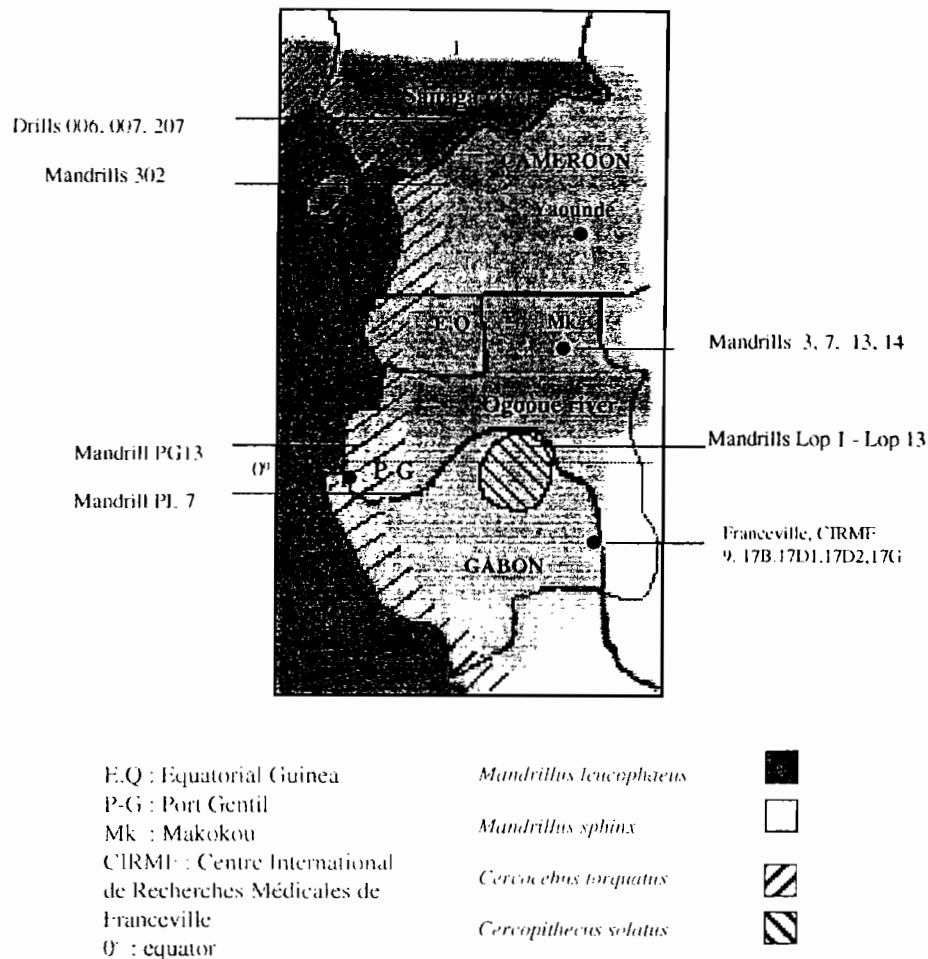 1
Sanaga river
Drills 006, 007, 207
CAMEROON
Mandrills 302
Yaoundé
E.Q
Mk
Mandrills 3, 7, 13, 14
Ogooue river
Mandrills Lop 1 - Lop 13
Mandrill PG13
0°
P-G
Mandrill PL 7
Franceville, CIRMF
9, 17B,17D1,17D2,17G
GABON
E.Q : Equatorial Guinea
P-G : Port Gentil
Mk : Makokou
CIRMF : Centre International
de Recherches Médicales de
Franceville
0° : equator
Mandrillus leucophaeus
Mandrillus sphinx
Cercocebus torquatus
Cercopithecus solatus